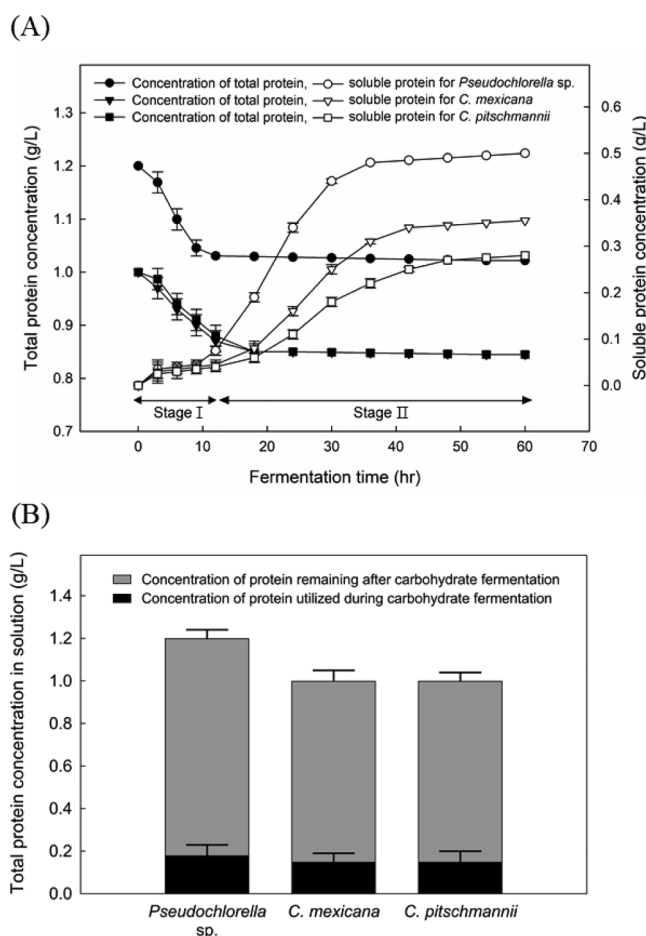 (A)
Concentration of total protein, soluble protein for Pseudochlorella sp.
Concentration of total protein, soluble protein for C. mexicana
Concentration of total protein, soluble protein for C. pitschmannii
Total protein concentration (g/L)
1.3
1.2
1.1
1.0
0.9
0.8
0.7
Soluble protein concentration (g/L)
0.6
0.5
0.4
0.3
0.2
0.1
0.0
Stage I
Stage II
0 10 20 30 40 50 60 70
Fermentation time (hr)
(B)
Concentration of protein remaining after carbohydrate fermentation
Concentration of protein utilized during carbohydrate fermentation
Total protein concentration in solution (g/L)
1.4
1.2
1.0
0.8
0.6
0.4
0.2
0.0
Pseudochlorella C. mexicana C. pitschmannii
sp.